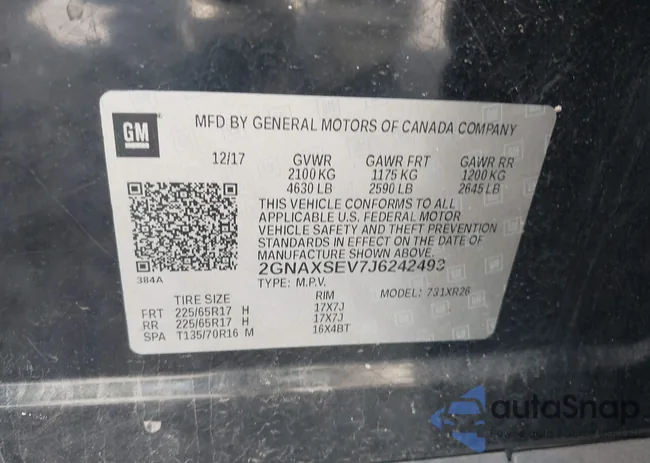 GM
MFD BY GENERAL MOTORS OF CANADA COMPANY
12/17 GVWR GAWR FRT GAWR RR
2100 KG 1175 KG 1200 KG
4630 LB 2590 LB 2645 LB
THIS VEHICLE CONFORMS TO ALL
APPLICABLE U.S. FEDERAL MOTOR
VEHICLE SAFETY AND THEFT PREVENTION
STANDARDS IN EFFECT ON THE DATE OF
MANUFACTURE SHOWN ABOVE.
384A 2GNAXSEV7J6242493
TYPE: M.P.V. MODEL: 731XR26
TIRE SIZE RIM
FRT 225/65R17 H 17X7J
RR 225/65R17 H 17X7J
SPA T135/70R16 M 16X4BT
autoSnap